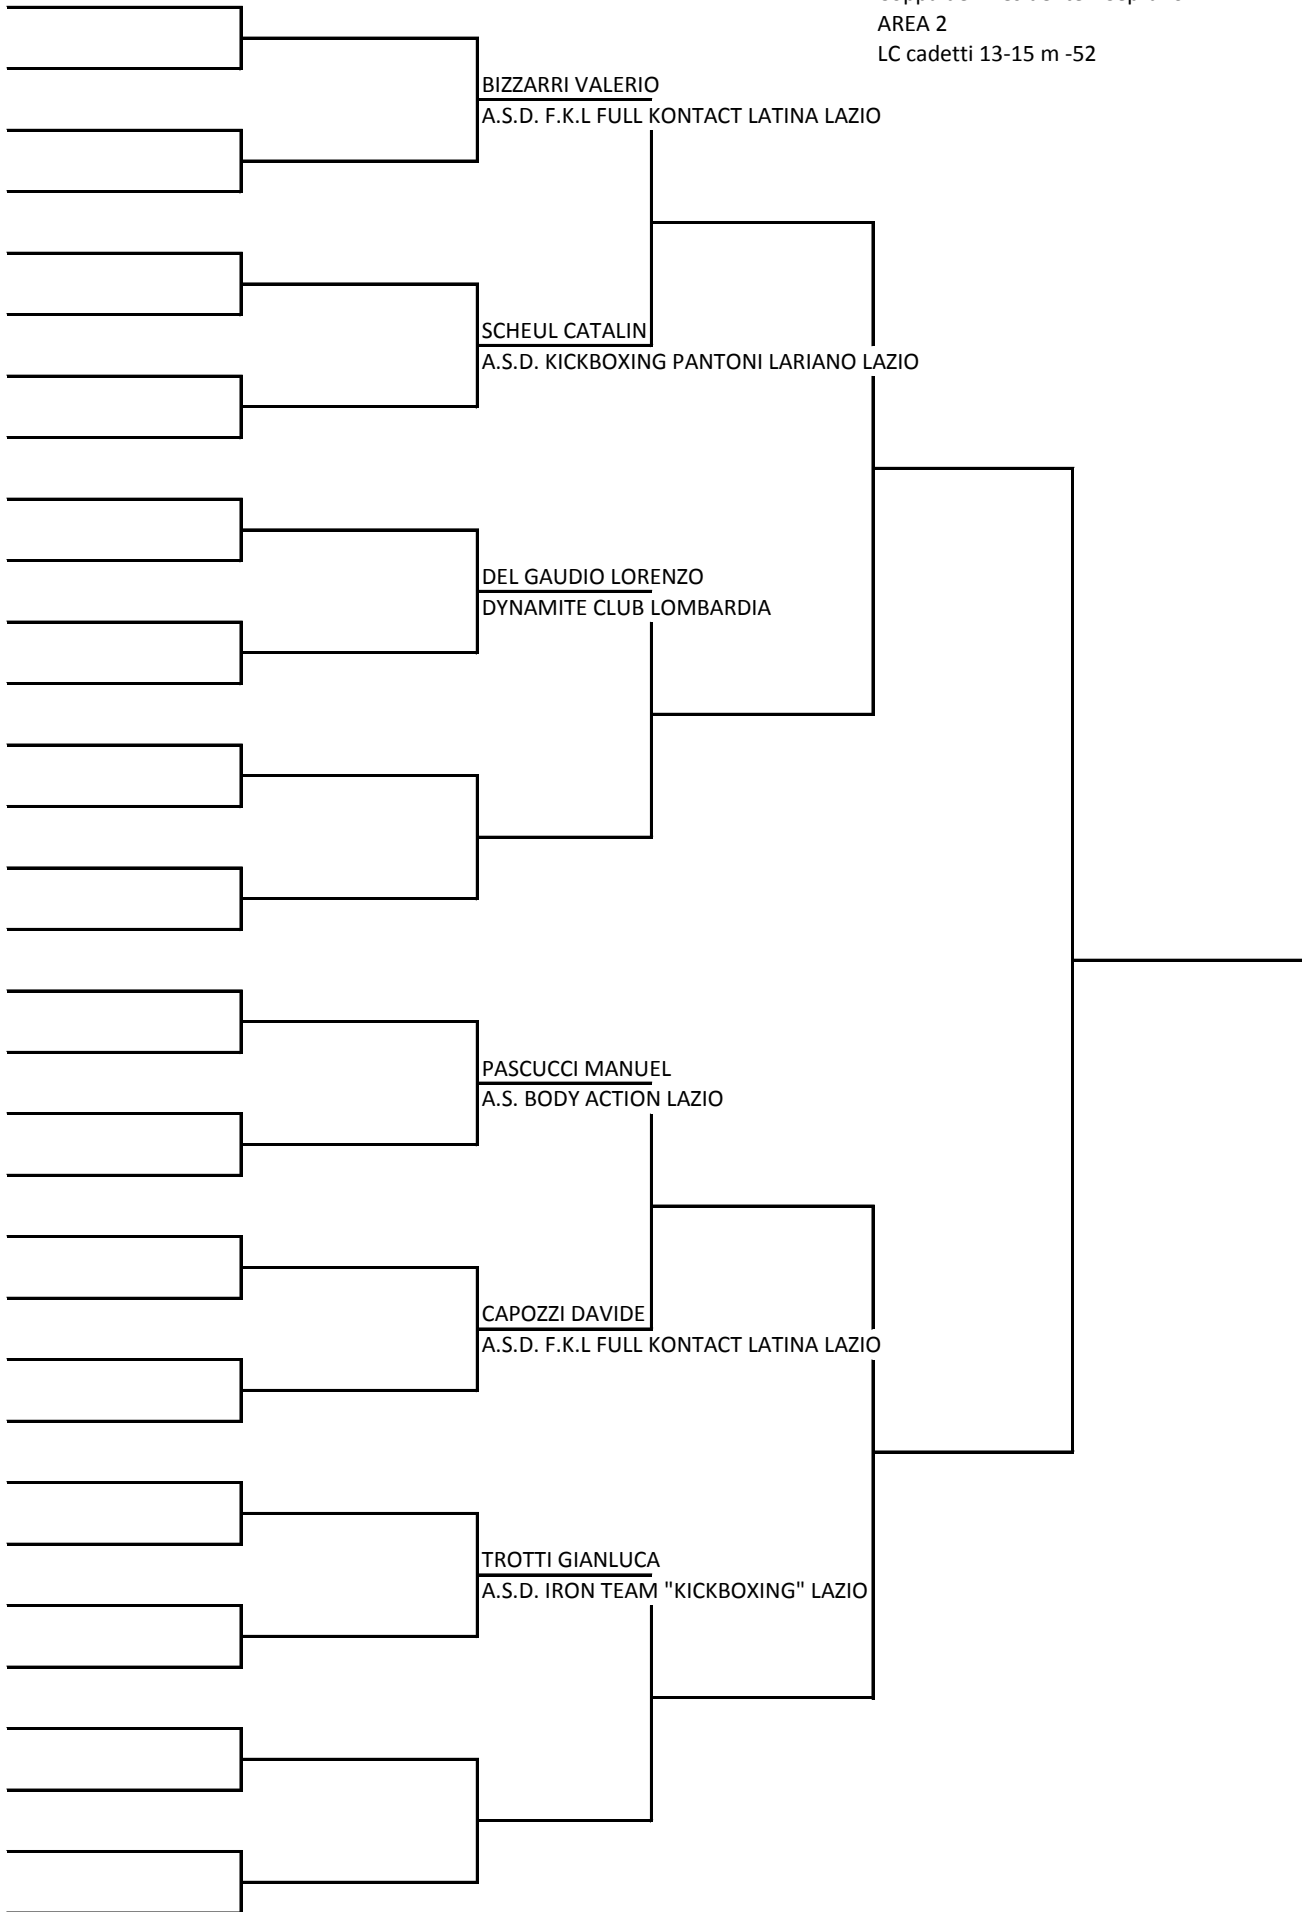 AREA 2
LC cadetti 13-15 m -52
BIZZARRI VALERIO
A.S.D. F.K.L FULL KONTACT LATINA LAZIO
SCHEUL CATALIN
A.S.D. KICKBOXING PANTONI LARIANO LAZIO
DEL GAUDIO LORENZO
DYNAMITE CLUB LOMBARDIA
PASCUCCI MANUEL
A.S. BODY ACTION LAZIO
CAPOZZI DAVIDE
A.S.D. F.K.L FULL KONTACT LATINA LAZIO
TROTTI GIANLUCA
A.S.D. IRON TEAM "KICKBOXING" LAZIO